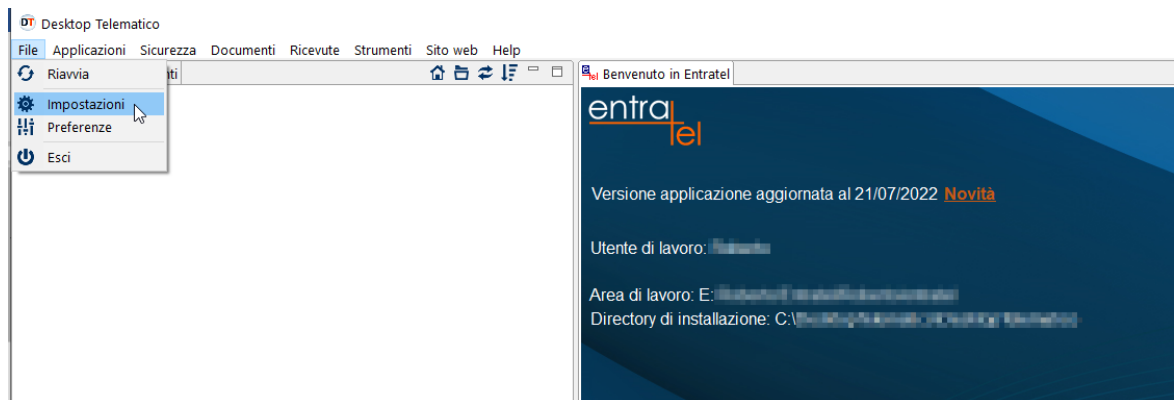 DT Desktop Telematico
File Applicazioni Sicurezza Documenti Ricevute Strumenti Sito web Help
Riavvia
Impostazioni
Preferenze
Esci
Benvenuto in Entratel
entratel
Versione applicazione aggiornata al 21/07/2022 Novità
Utente di lavoro:
Area di lavoro: E:
Directory di installazione: C:\